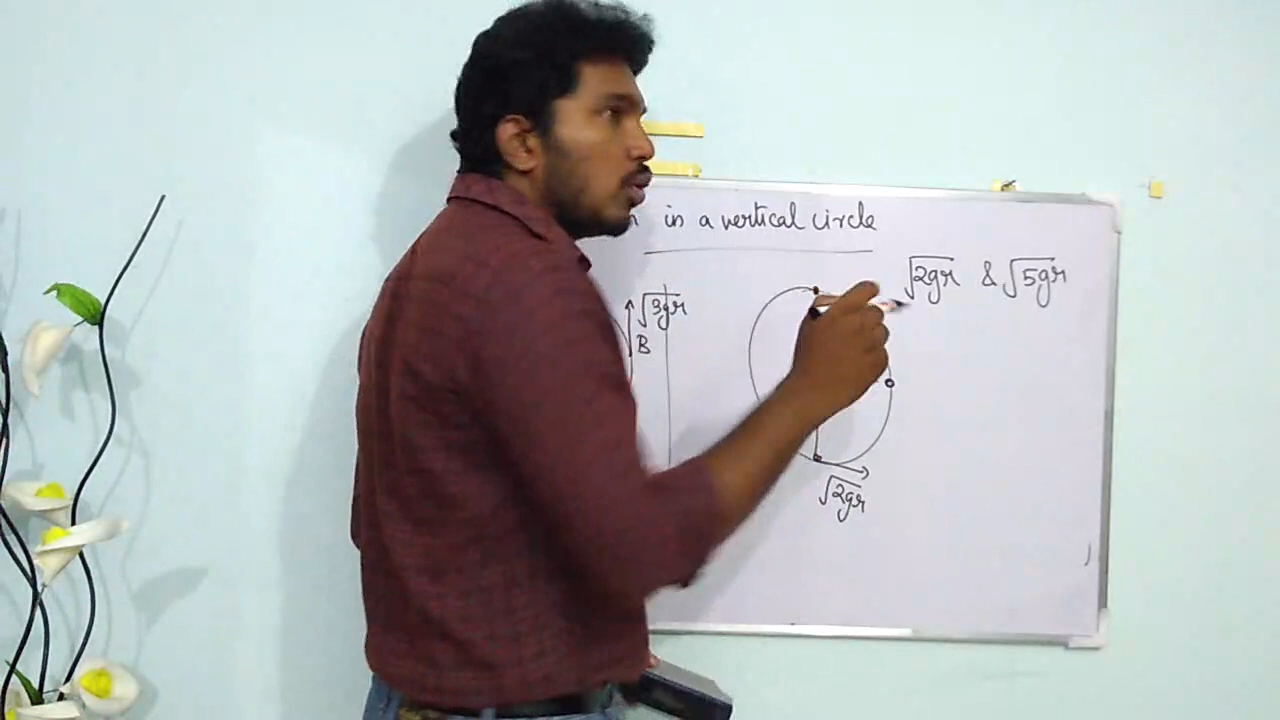 in a vertical circle
√2gr & √5gr
√3gr
B
√2gr